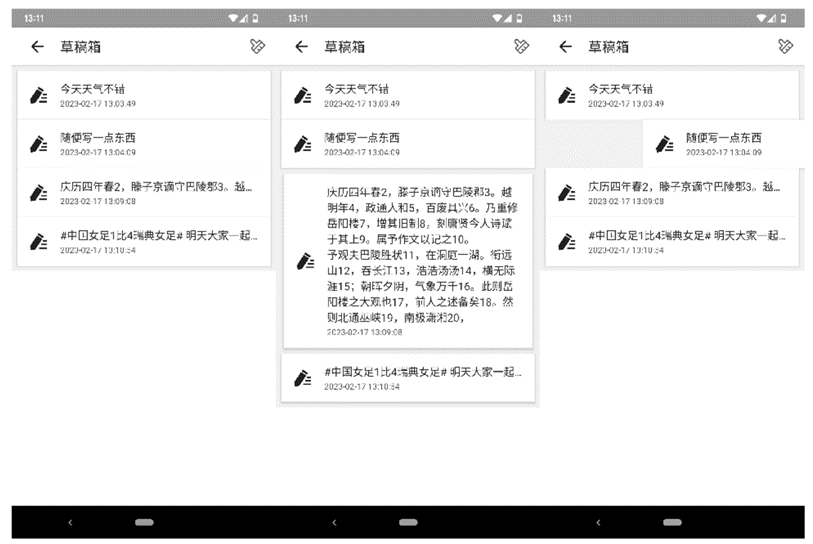 13:11
草稿箱
今天天气不错
2023-02-17 13:03:49
随便写一点东西
2023-02-17 13:04:09
庆历四年春2，滕子京谪守巴陵郡3。越...
2023-02-17 13:09:08
#中国女足1比4瑞典女足# 明天大家一起...
2023-02-17 13:10:54
13:11
草稿箱
今天天气不错
2023-02-17 13:03:49
随便写一点东西
2023-02-17 13:04:09
庆历四年春2，滕子京谪守巴陵郡3。越
明年4，政通人和5，百废具兴6。乃重修
岳阳楼7，增其旧制8，刻唐贤今人诗赋
于其上9。属予作文以记之10。
予观夫巴陵胜状11，在洞庭一湖。衔远
山12，吞长江13，浩浩汤汤14，横无际
涯15；朝晖夕阴，气象万千16。此则岳
阳楼之大观也17，前人之述备矣18。然
则北通巫峡19，南极潇湘20，
2023-02-17 13:09:08
#中国女足1比4瑞典女足# 明天大家一起...
2023-02-17 13:10:54
13:11
草稿箱
今天天气不错
2023-02-17 13:03:49
随便写一点东西
2023-02-17 13:04:09
庆历四年春2，滕子京谪守巴陵郡3。越...
2023-02-17 13:09:08
#中国女足1比4瑞典女足# 明天大家一起...
2023-02-17 13:10:54